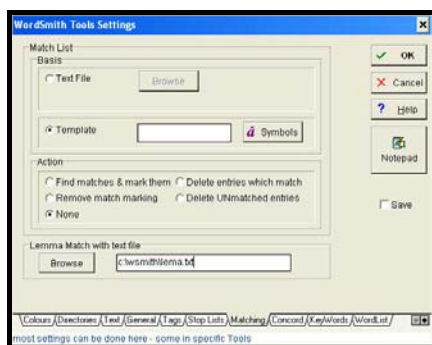 WordSmith Tools Settings
Match List
Basis
Text File
Browse
Template
á Symbols
Action
Find matches & mark them
Delete entries which match
Remove match marking
Delete UNmatched entries
None
Lemma Match with text file
Browse
c:\wsmith\lema.txt
OK
Cancel
? Help
Notepad
Save
Colours Directories Text General Tags Stop Lists Matching Concord KeyWords WordList
most settings can be done here - some in specific Tools